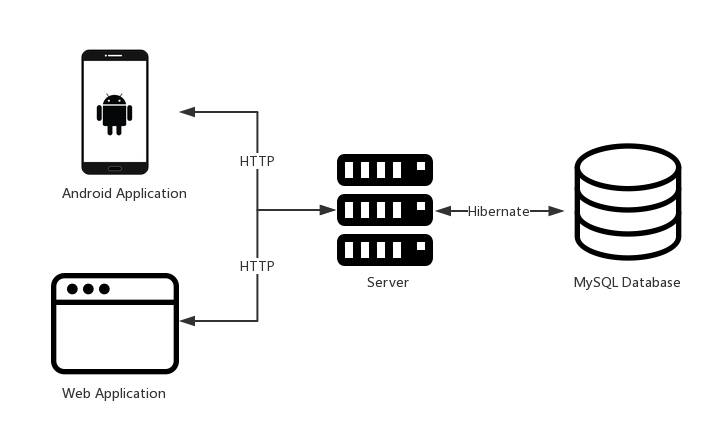 Android Application
HTTP
Hibernate
HTTP
Server
MySQL Database
Web Application